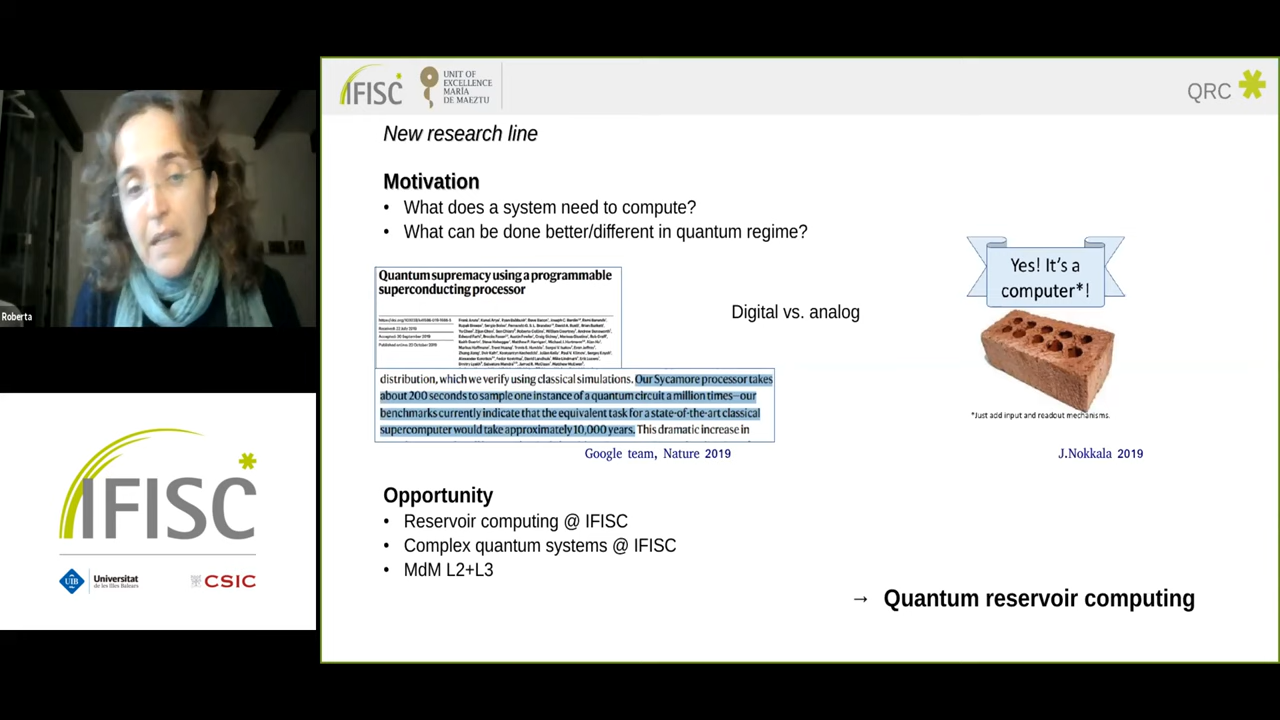 Roberta
IFISC
Universitat
de les Illes Balears
UIB
CSIC
IFISC
UNIT OF
EXCELLENCE
MARÍA
DE MAEZTU
QRC
New research line
Motivation
• What does a system need to compute?
• What can be done better/different in quantum regime?
Quantum supremacy using a programmable
superconducting processor
Digital vs. analog
distribution, which we verify using classical simulations. Our Sycamore processor takes
about 200 seconds to sample one instance of a quantum circuit a million times—our
benchmarks currently indicate that the equivalent task for a state-of-the-art classical
supercomputer would take approximately 10,000 years. This dramatic increase in
Google team, Nature 2019
Yes! It's a
computer*!
*Just add input and readout mechanisms.
J.Nokkala 2019
Opportunity
• Reservoir computing @ IFISC
• Complex quantum systems @ IFISC
• MdM L2+L3
→ Quantum reservoir computing